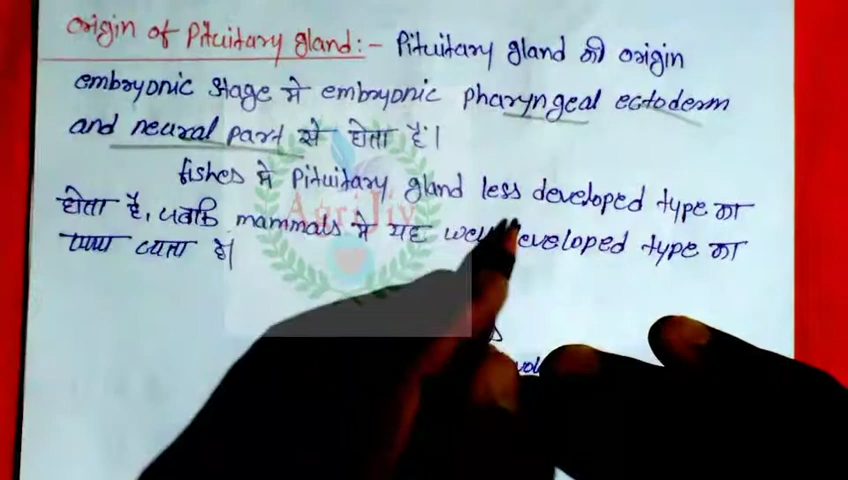 origin of Pituitary gland:- Pituitary gland की origin
embryonic stage मे embryonic pharyngeal ectoderm
and neural part से होता है।
fishes मे Pituitary gland less developed type का
होता है, जबकि mammals मे यह developed type का
पाया जाता है।
AgriJiv